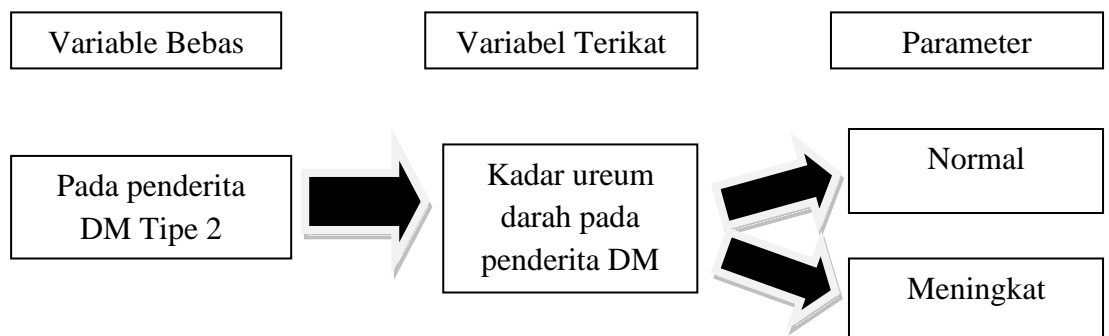 Variable Bebas
Variabel Terikat
Parameter
Pada penderita
DM Tipe 2
Kadar ureum
darah pada
penderita DM
Normal
Meningkat